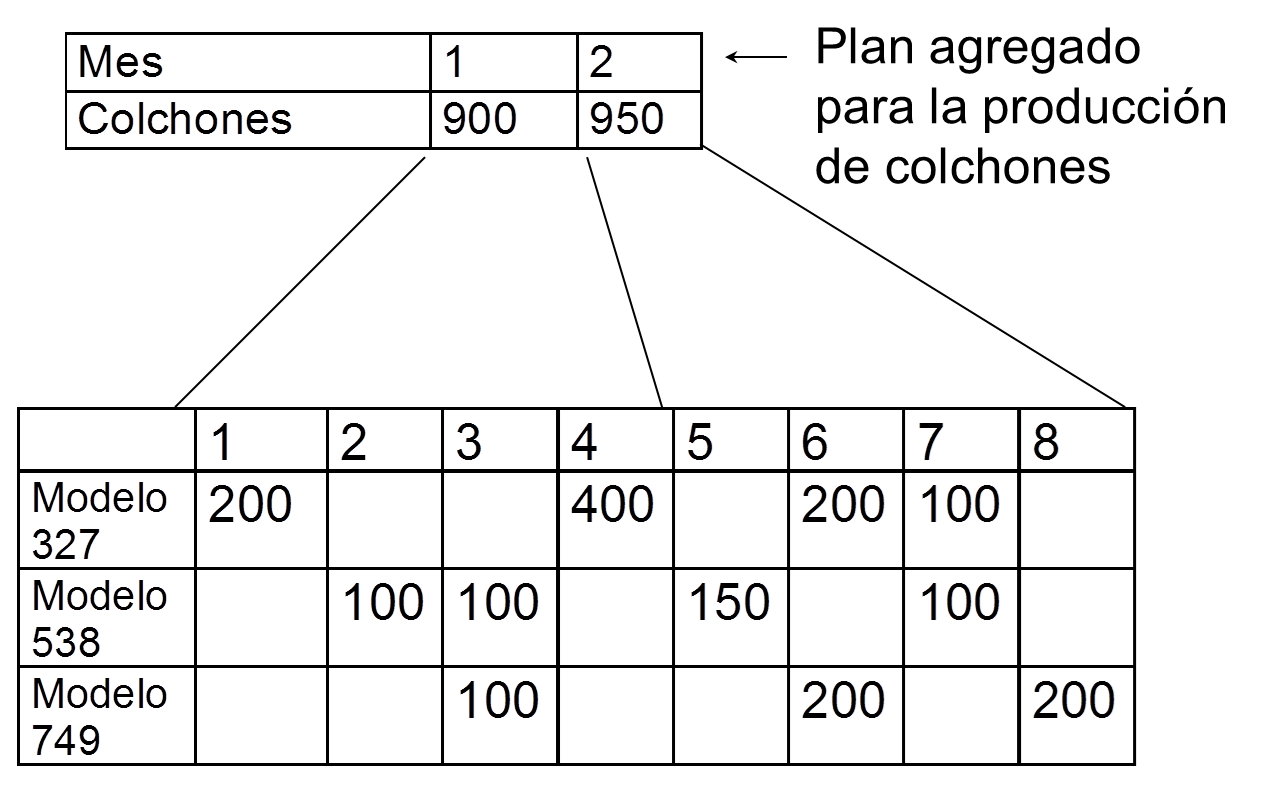 Mes 1 2
Colchones 900 950
Plan agregado
para la producción
de colchones
1 2 3 4 5 6 7 8
Modelo
327 200 400 200 100
Modelo
538 100 100 150 100
Modelo
749 100 200 200